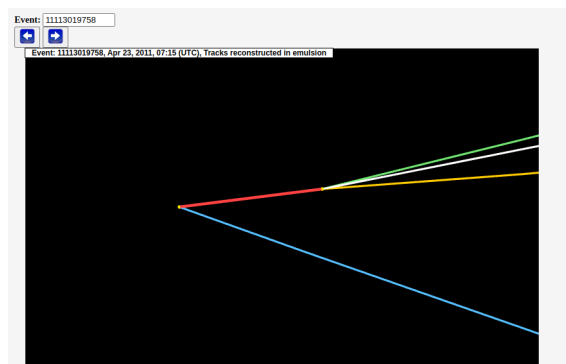 Event: 11113019758
Event: 11113019758, Apr 23, 2011, 07:15 (UTC), Tracks reconstructed in emulsion